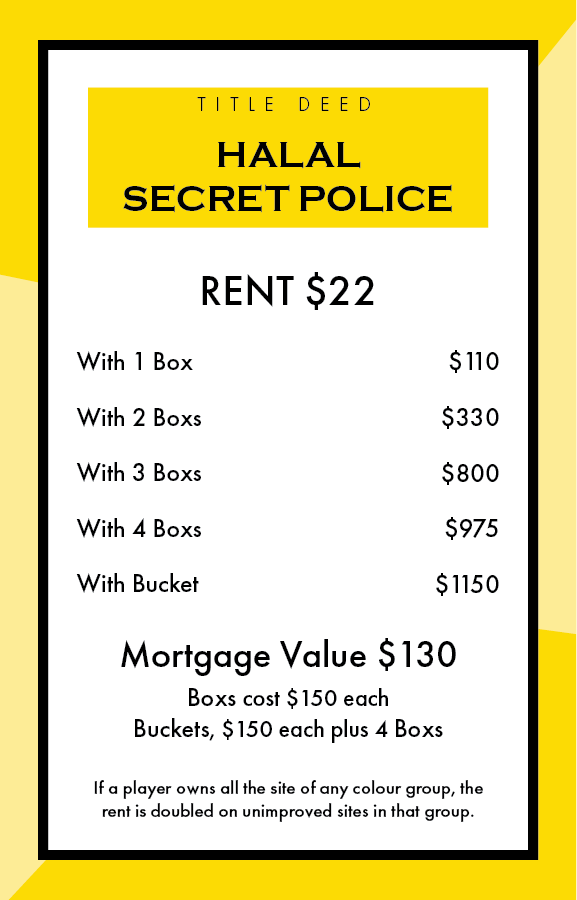 TITLE DEED
HALAL
SECRET POLICE
RENT $22
With 1 Box $110
With 2 Boxs $330
With 3 Boxs $800
With 4 Boxs $975
With Bucket $1150
Mortgage Value $130
Boxs cost $150 each
Buckets, $150 each plus 4 Boxs
If a player owns all the site of any colour group, the
rent is doubled on unimproved sites in that group.